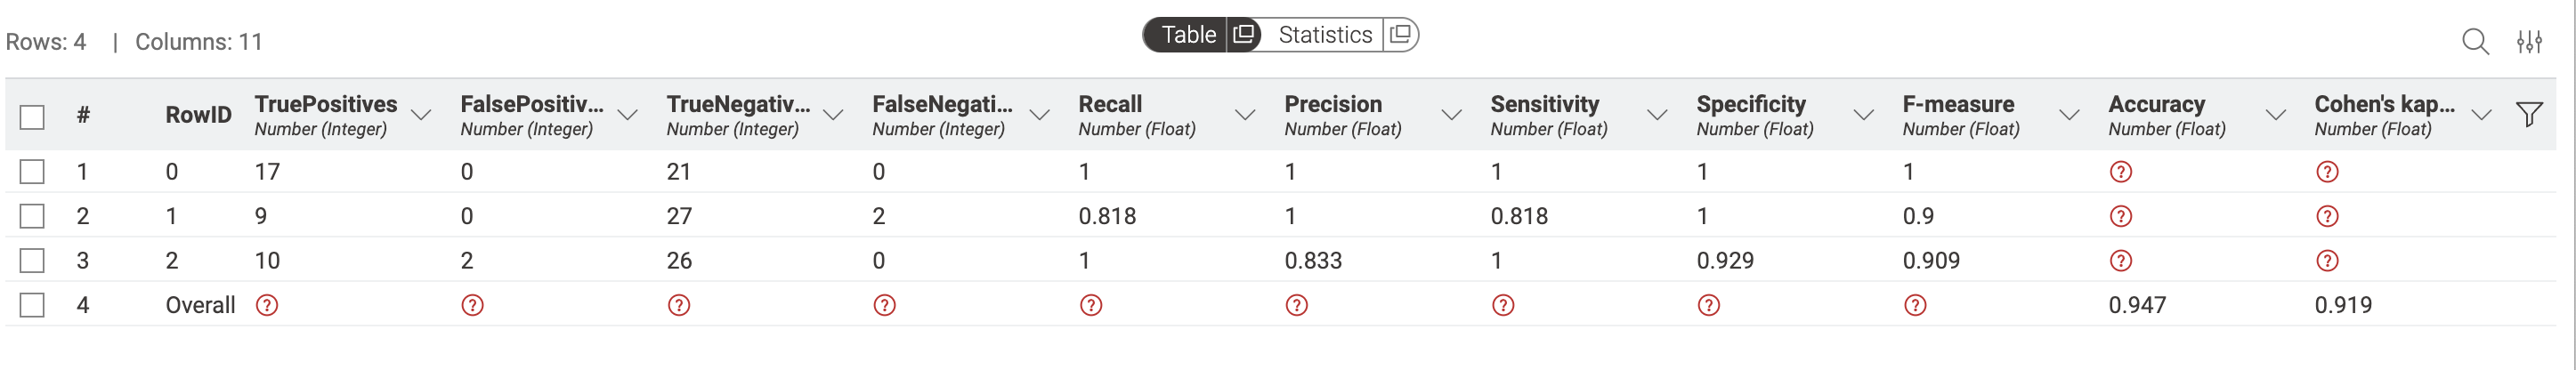 Rows: 4 | Columns: 11
Table Statistics
# RowID TruePositives FalsePositiv... TrueNegativ... FalseNegati... Recall Precision Sensitivity Specificity F-measure Accuracy Cohen's kap...
Number (Integer) Number (Integer) Number (Integer) Number (Integer) Number (Float) Number (Float) Number (Float) Number (Float) Number (Float) Number (Float) Number (Float)
1 0 17 0 21 0 1 1 1 1 1 ? ?
2 1 9 0 27 2 0.818 1 0.818 1 0.9 ? ?
3 2 10 2 26 0 1 0.833 1 0.929 0.909 ? ?
4 Overall ? ? ? ? ? ? ? ? ? 0.947 0.919